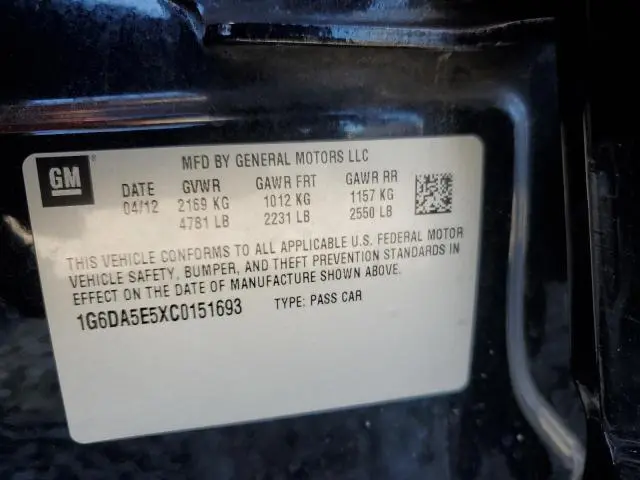 GM
MFD BY GENERAL MOTORS LLC
DATE GVWR GAWR FRT GAWR RR
04/12 2169 KG 1012 KG 1157 KG
4781 LB 2231 LB 2550 LB
THIS VEHICLE CONFORMS TO ALL APPLICABLE U.S. FEDERAL MOTOR
VEHICLE SAFETY, BUMPER, AND THEFT PREVENTION STANDARDS IN
EFFECT ON THE DATE OF MANUFACTURE SHOWN ABOVE.
1G6DA5E5XC0151693 TYPE: PASS CAR